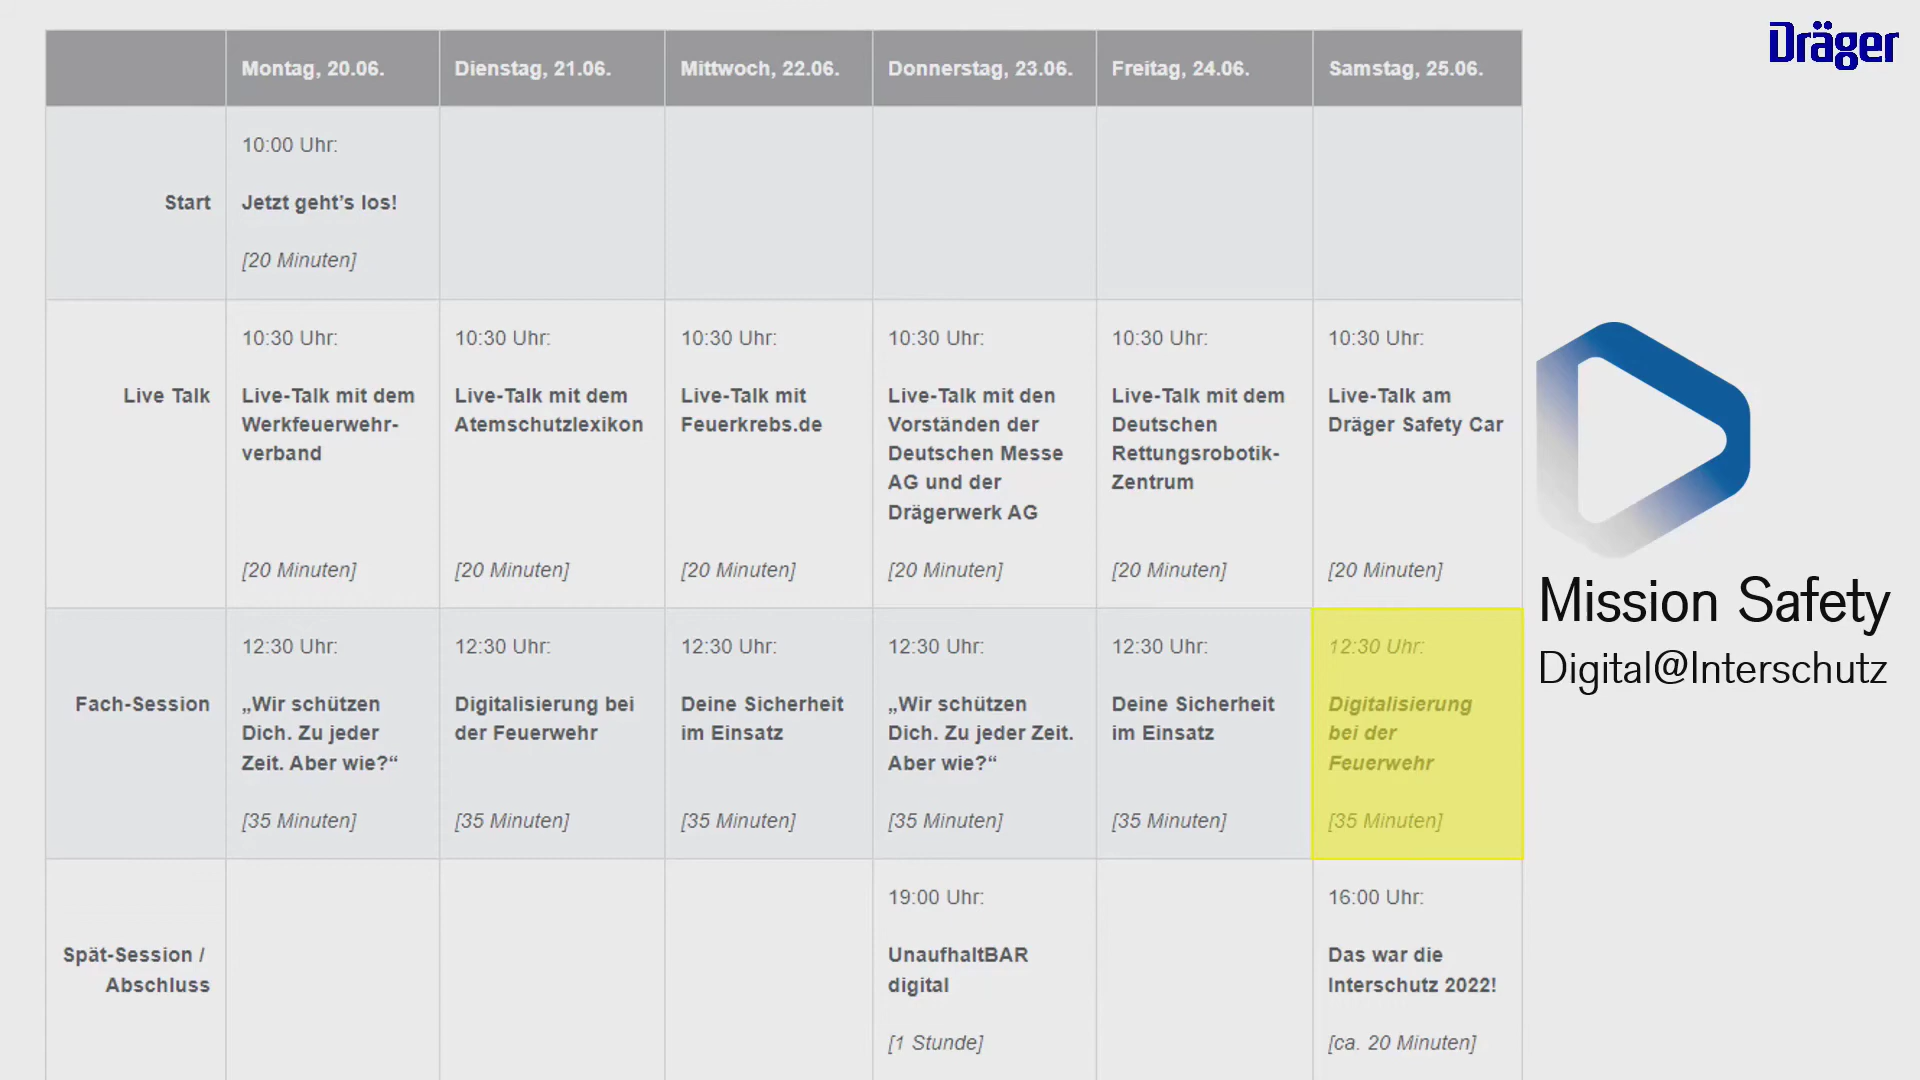 Dräger
Montag, 20.06.
Dienstag, 21.06.
Mittwoch, 22.06.
Donnerstag, 23.06.
Freitag, 24.06.
Samstag, 25.06.
Start
10:00 Uhr:
Jetzt geht’s los!
[20 Minuten]
Live Talk
10:30 Uhr:
Live-Talk mit dem
Werkfeuerwehr-
verband
[20 Minuten]
10:30 Uhr:
Live-Talk mit dem
Atemschutzlexikon
[20 Minuten]
10:30 Uhr:
Live-Talk mit
Feuerkrebs.de
[20 Minuten]
10:30 Uhr:
Live-Talk mit den
Vorständen der
Deutschen Messe
AG und der
Drägerwerk AG
[20 Minuten]
10:30 Uhr:
Live-Talk mit dem
Deutschen
Rettungsrobotik-
Zentrum
[20 Minuten]
10:30 Uhr:
Live-Talk am
Dräger Safety Car
[20 Minuten]
Fach-Session
12:30 Uhr:
„Wir schützen
Dich. Zu jeder
Zeit. Aber wie?“
[35 Minuten]
12:30 Uhr:
Digitalisierung bei
der Feuerwehr
[35 Minuten]
12:30 Uhr:
Deine Sicherheit
im Einsatz
[35 Minuten]
12:30 Uhr:
„Wir schützen
Dich. Zu jeder Zeit.
Aber wie?“
[35 Minuten]
12:30 Uhr:
Deine Sicherheit
im Einsatz
[35 Minuten]
12:30 Uhr:
Digitalisierung
bei der
Feuerwehr
[35 Minuten]
Spät-Session /
Abschluss
19:00 Uhr:
UnaufhaltBAR
digital
[1 Stunde]
16:00 Uhr:
Das war die
Interschutz 2022!
[ca. 20 Minuten]
Mission Safety
Digital@Interschutz